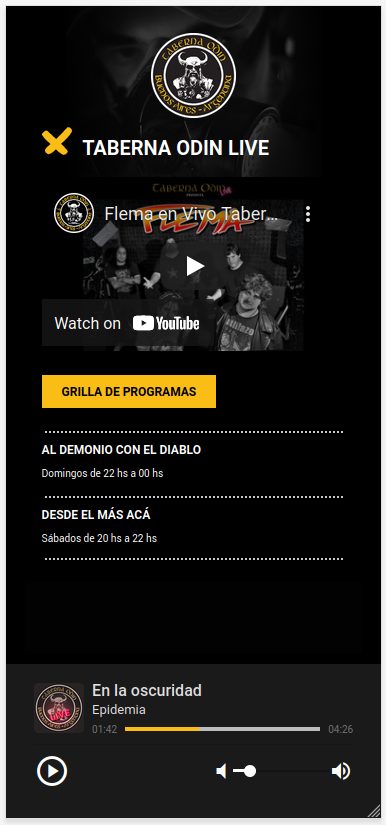 TABERNA ODIN
Buenos Aires - Argentina
TABERNA ODIN LIVE
TABERNA ODIN
Flema en Vivo Taber...
FLEMA
Watch on YouTube
GRILLA DE PROGRAMAS
AL DEMONIO CON EL DIABLO
Domingos de 22 hs a 00 hs
DESDE EL MÁS ACÁ
Sábados de 20 hs a 22 hs
LIVE
En la oscuridad
Epidemia
01:42
04:26